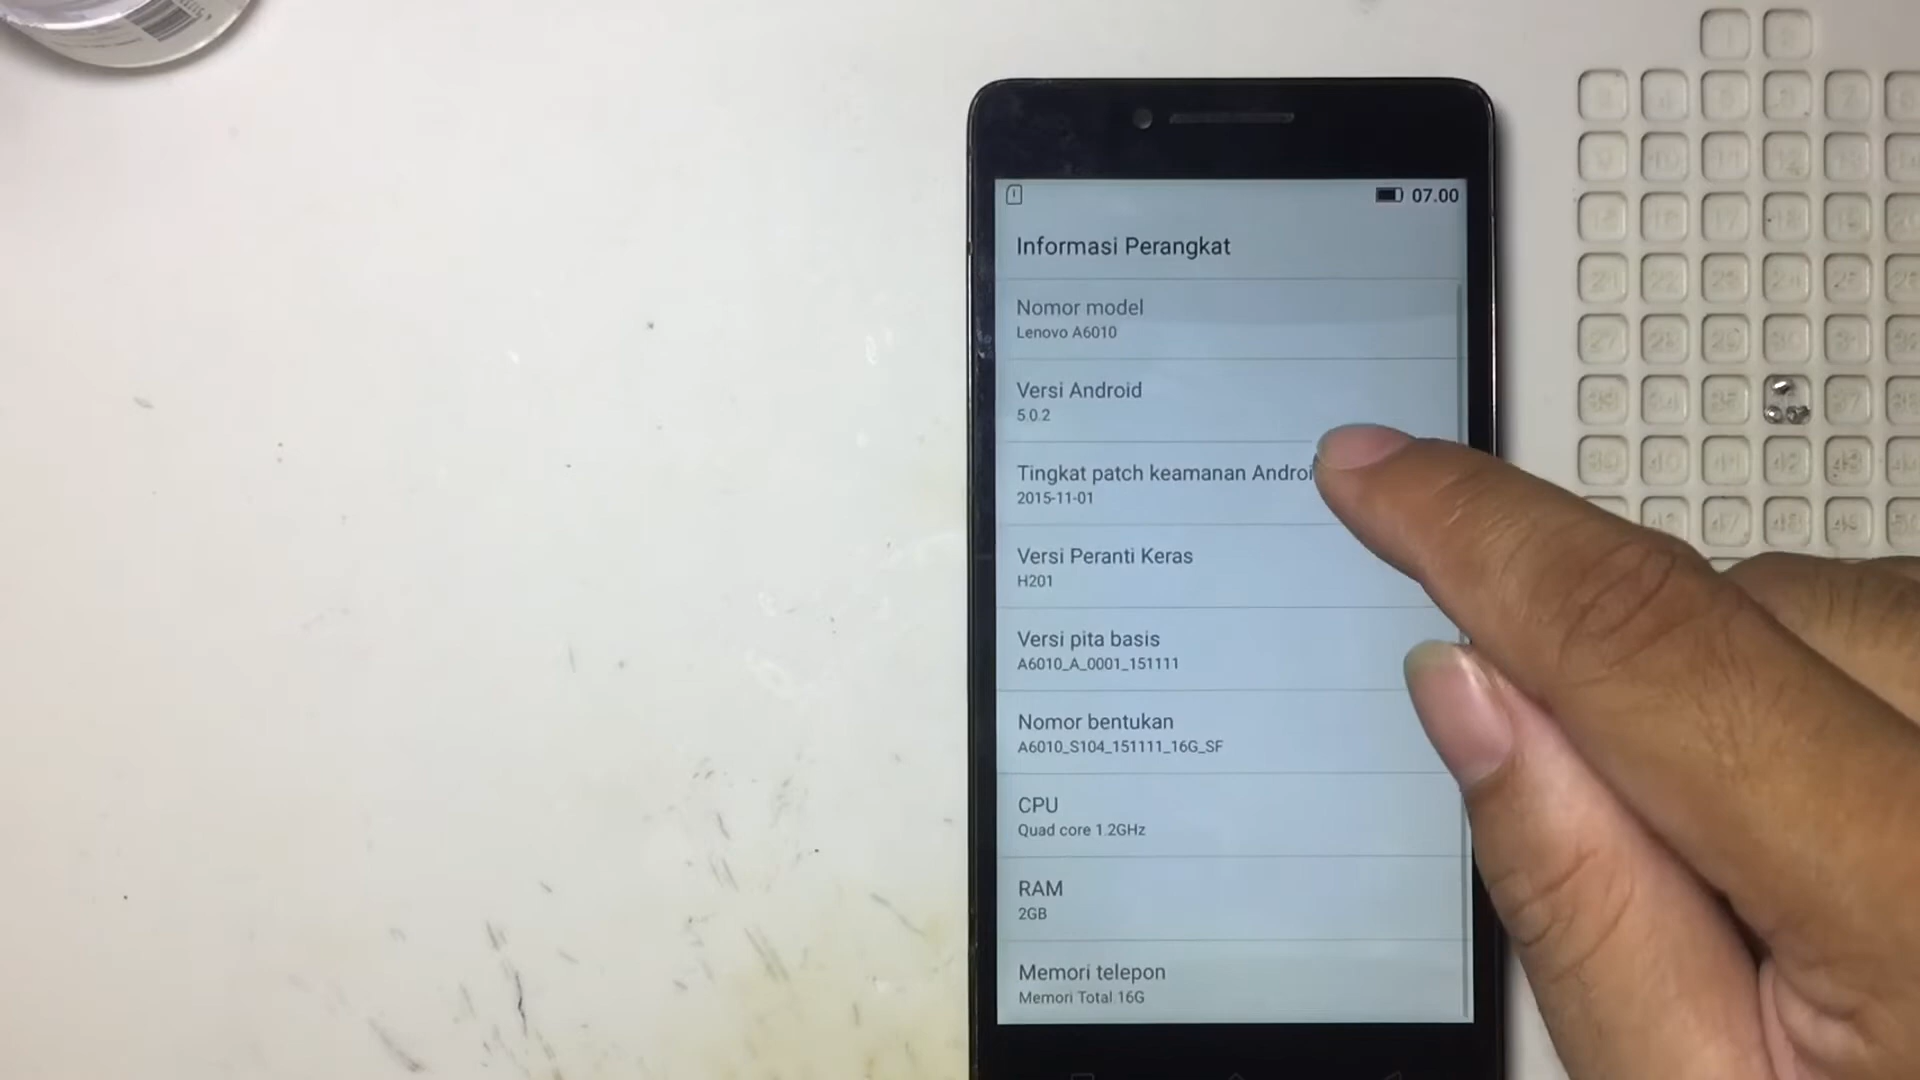 07.00
Informasi Perangkat
Nomor model
Lenovo A6010
Versi Android
5.0.2
Tingkat patch keamanan Androi
2015-11-01
Versi Peranti Keras
H201
Versi pita basis
A6010_A_0001_151111
Nomor bentukan
A6010_S104_151111_16G_SF
CPU
Quad core 1.2GHz
RAM
2GB
Memori telepon
Memori Total 16G